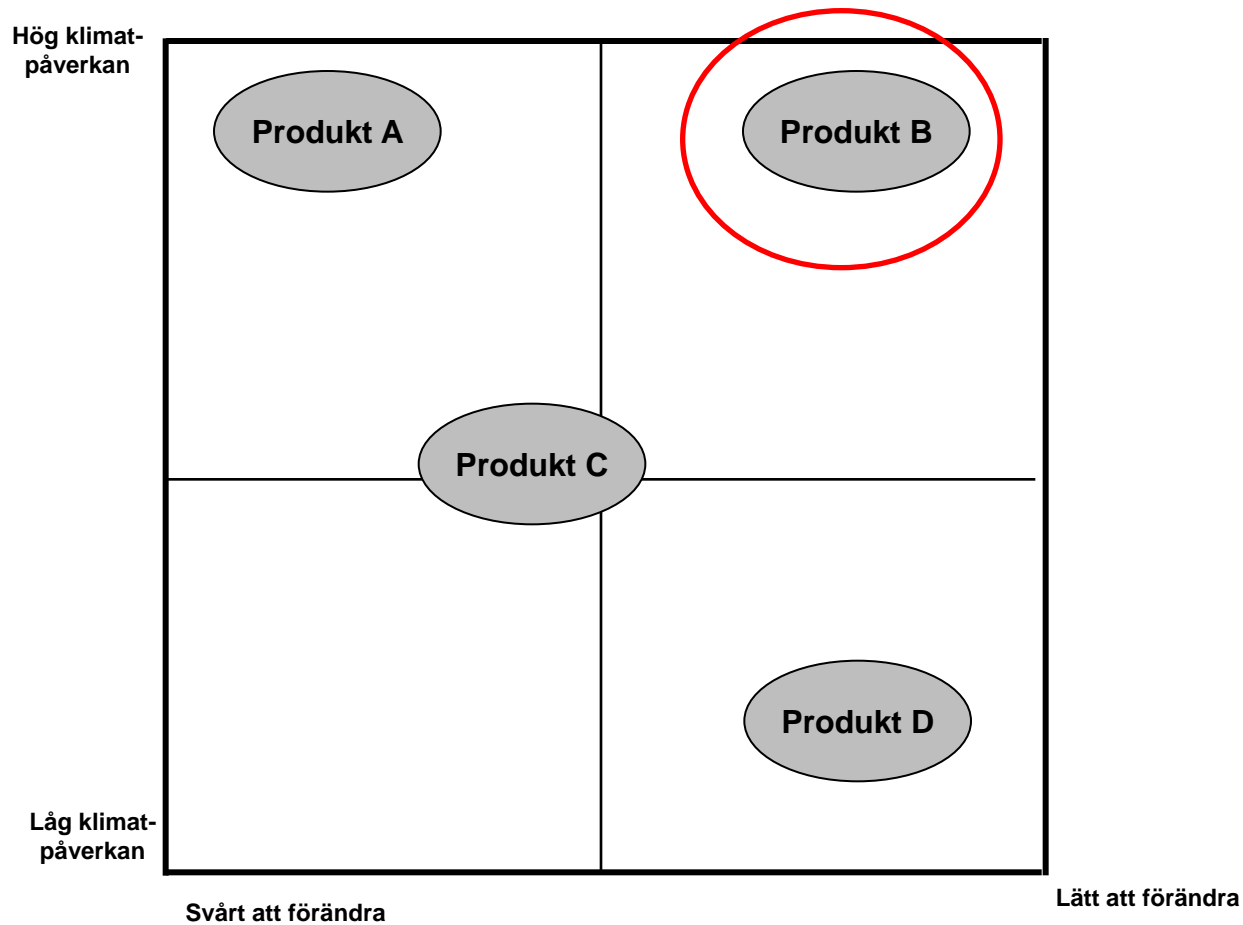 Hög klimat-
påverkan
Produkt A
Produkt B
Produkt C
Produkt D
Låg klimat-
påverkan
Svårt att förändra
Lätt att förändra